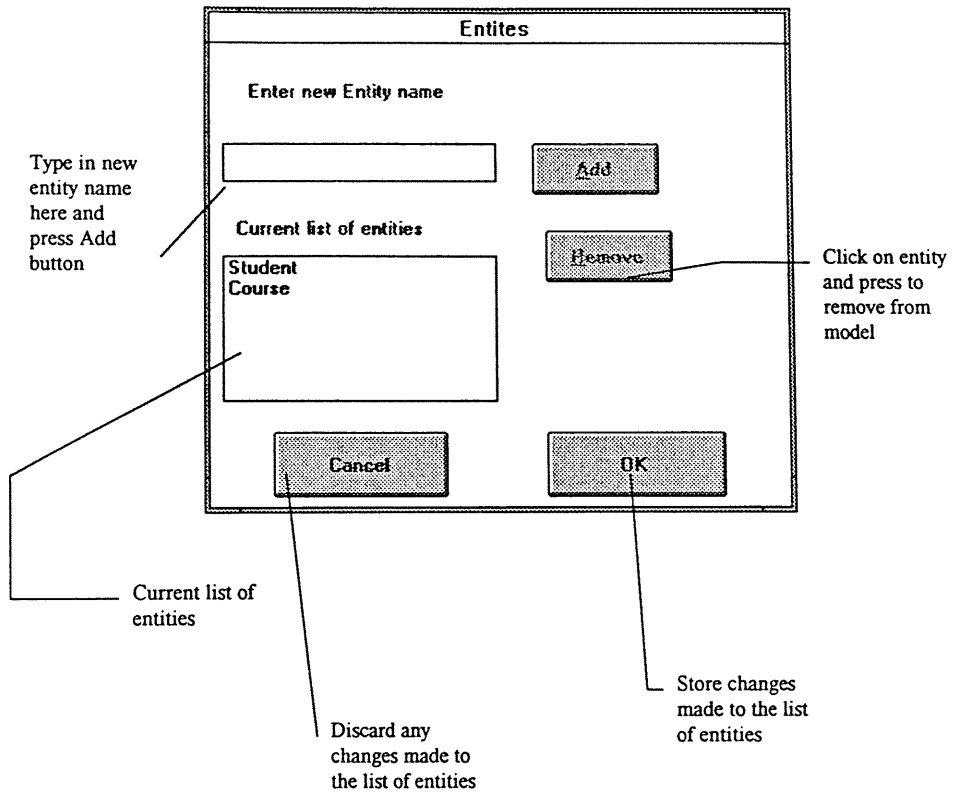 Entites
Enter new Entity name
Type in new
entity name
here and
press Add
button
Add
Current list of entities
Remove
Student
Course
Click on entity
and press to
remove from
model
Cancel
OK
Current list of
entities
Store changes
made to the list
of entities
Discard any
changes made to
the list of entities